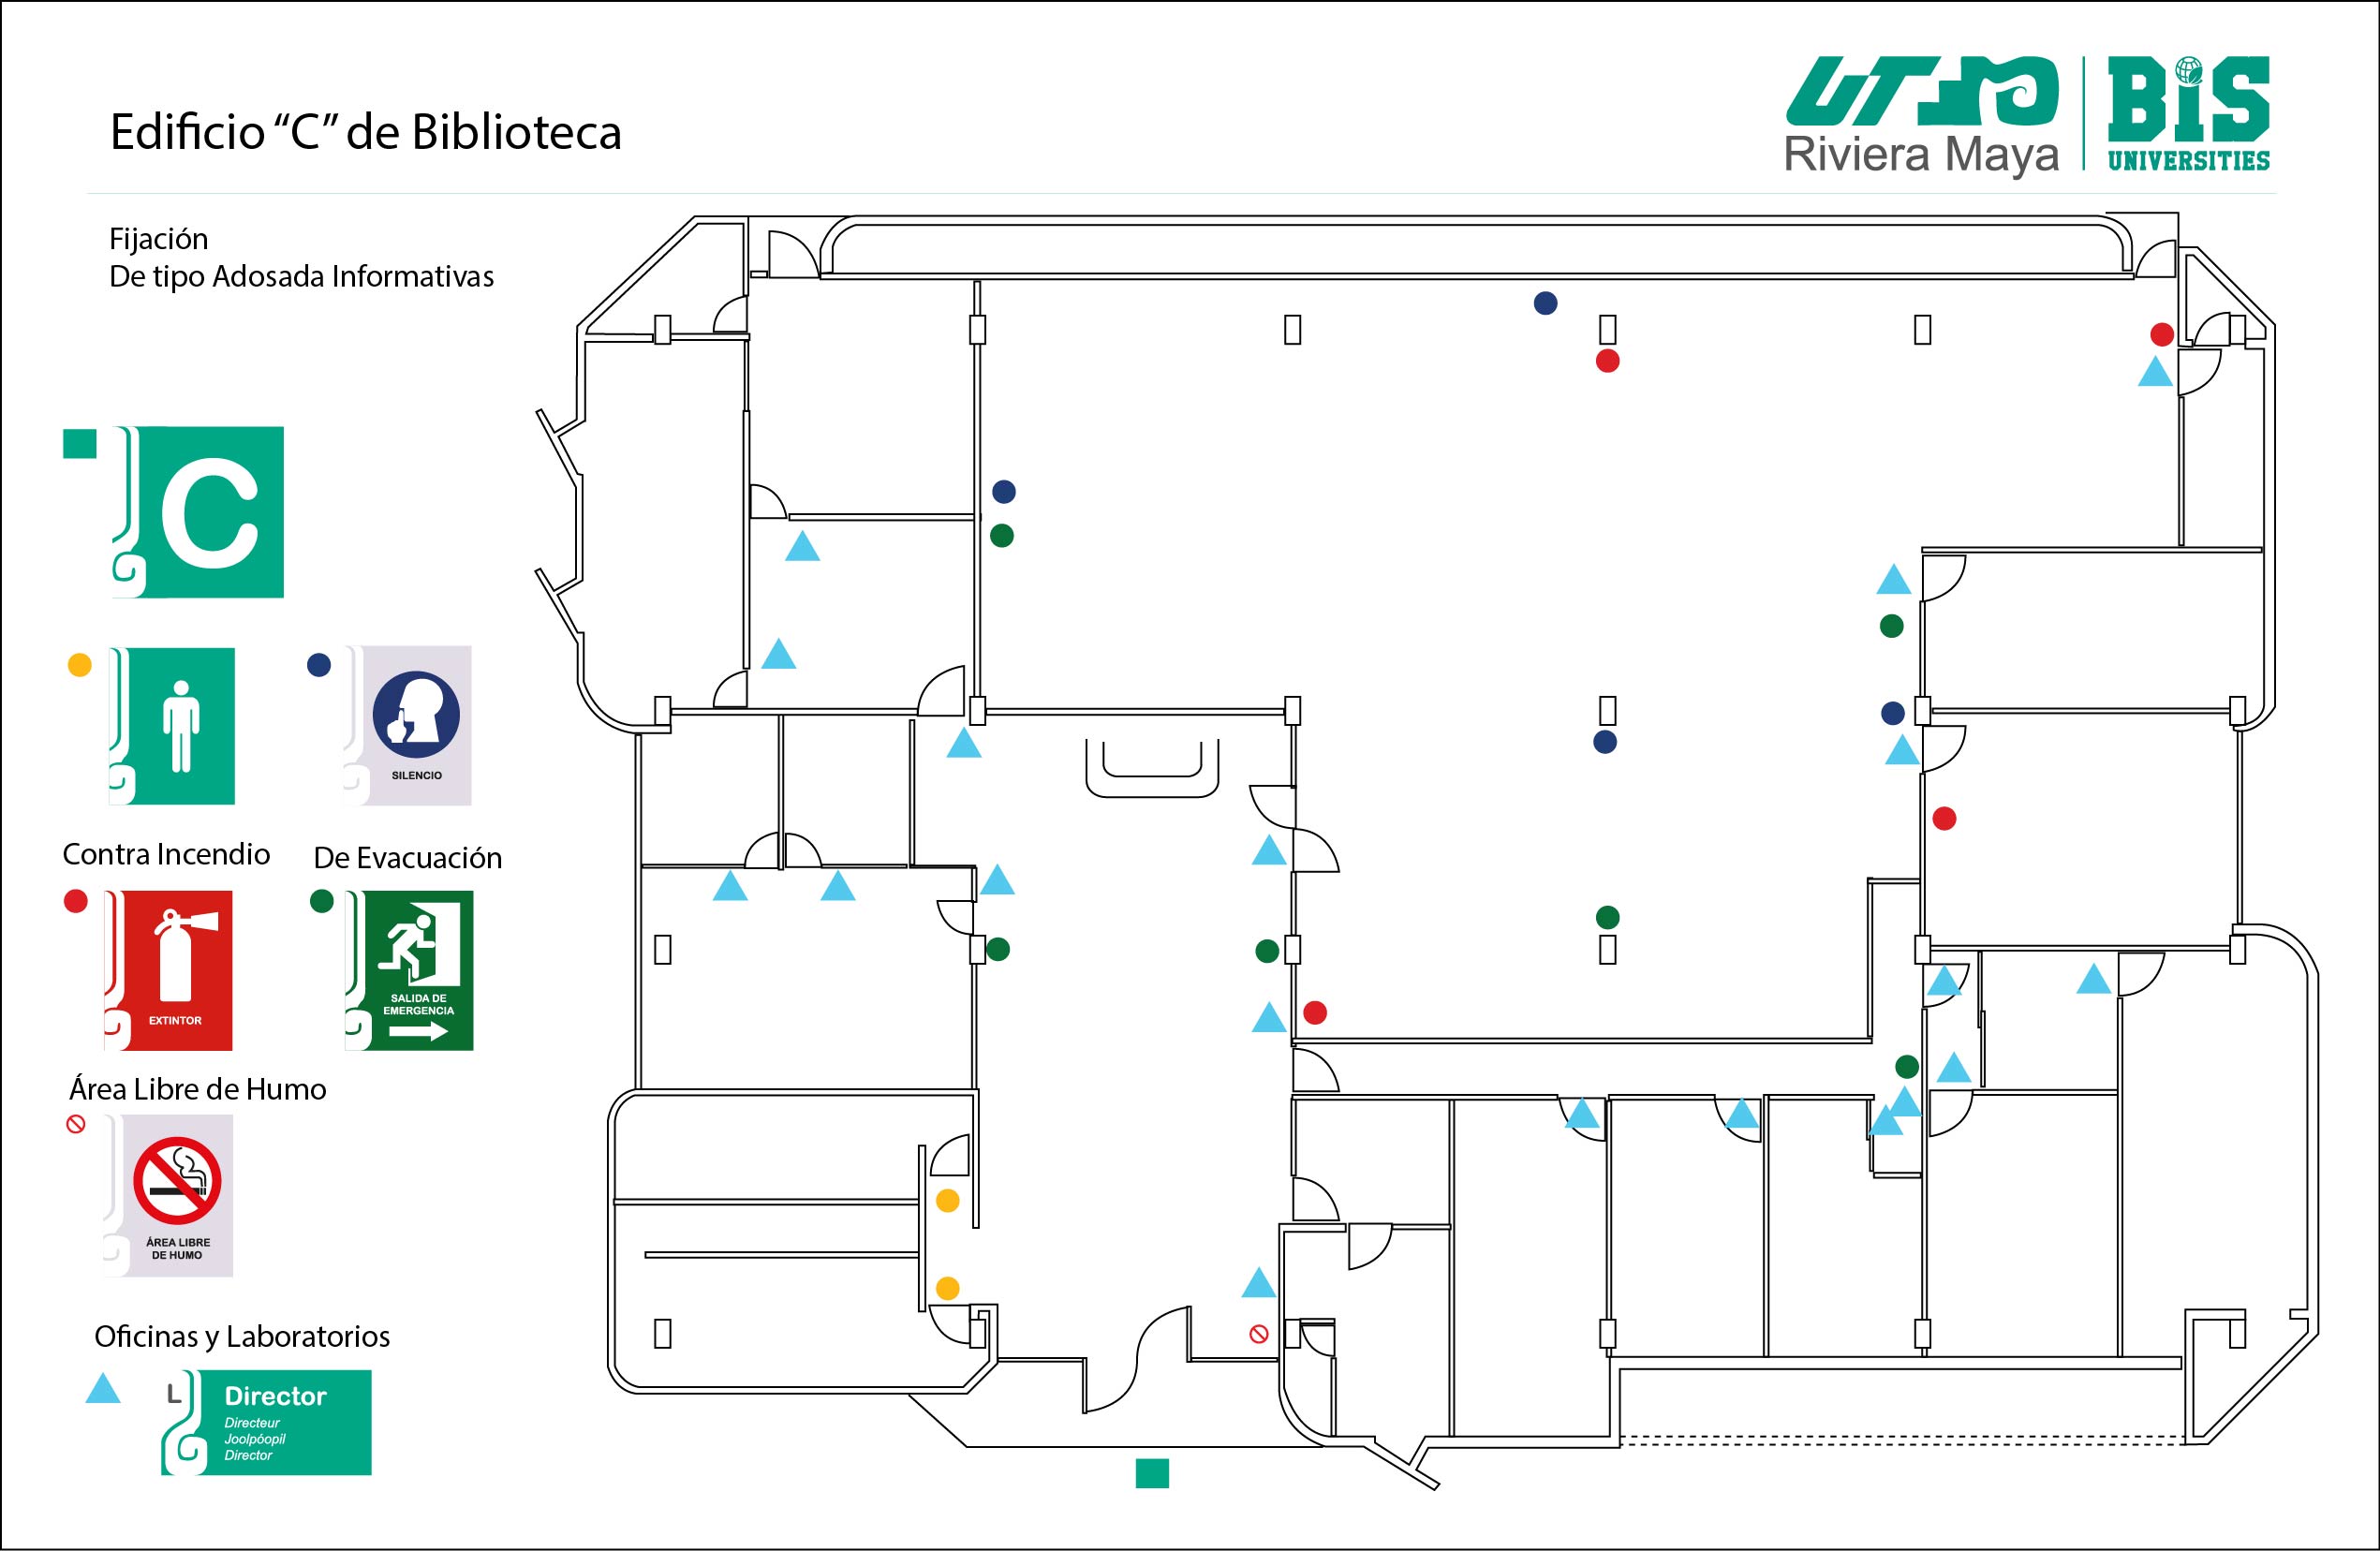 Edificio “C” de Biblioteca
UT
Riviera Maya
BIS
UNIVERSITIES
Fijación
De tipo Adosada Informativas
C
SILENCIO
Contra Incendio
De Evacuación
EXTINTOR
SALIDA DE
EMERGENCIA
Área Libre de Humo
ÁREA LIBRE
DE HUMO
Oficinas y Laboratorios
L
Director
Directeur
Joolpóopil
Director